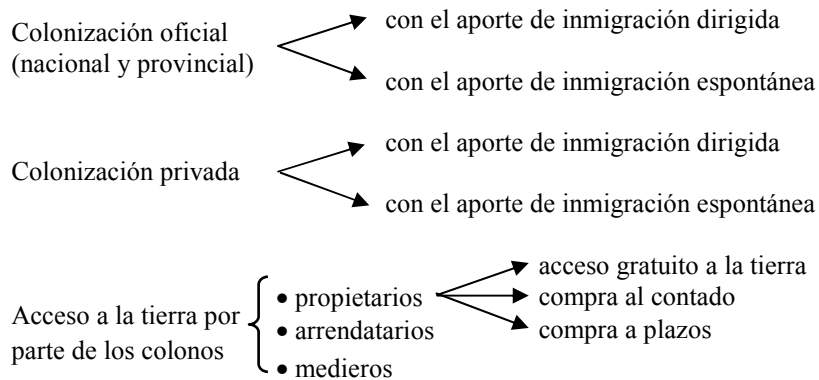 Colonización oficial
(nacional y provincial)
con el aporte de inmigración dirigida
con el aporte de inmigración espontánea
Colonización privada
con el aporte de inmigración dirigida
con el aporte de inmigración espontánea
Acceso a la tierra por
parte de los colonos
• propietarios
• arrendatarios
• medieros
acceso gratuito a la tierra
compra al contado
compra a plazos